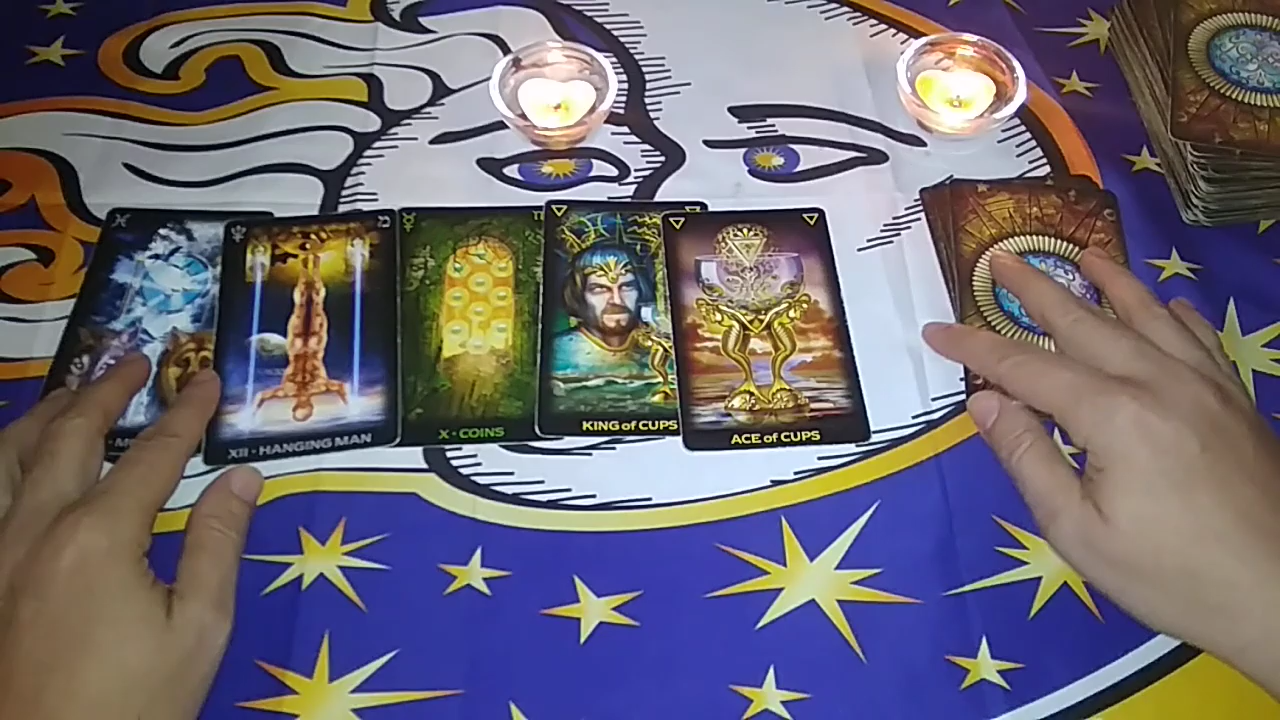 XII · HANGING MAN
X · COINS
KING of CUPS
ACE of CUPS